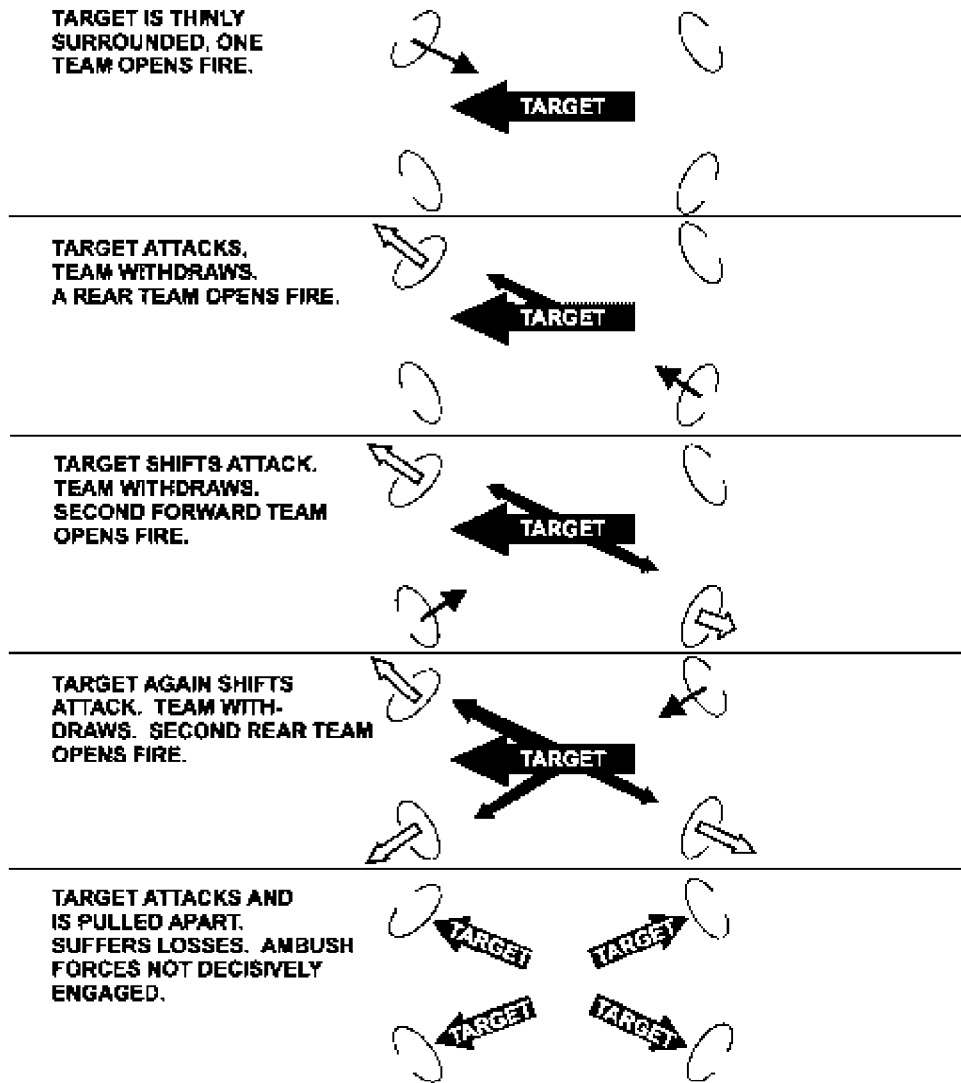 TARGET IS THINLY
SURROUNDED, ONE
TEAM OPENS FIRE.
TARGET
TARGET ATTACKS,
TEAM WITHDRAWS.
A REAR TEAM OPENS FIRE.
TARGET
TARGET SHIFTS ATTACK.
TEAM WITHDRAWS.
SECOND FORWARD TEAM
OPENS FIRE.
TARGET
TARGET AGAIN SHIFTS
ATTACK. TEAM WITH-
DRAWS. SECOND REAR TEAM
OPENS FIRE.
TARGET
TARGET ATTACKS AND
IS PULLED APART.
SUFFERS LOSSES. AMBUSH
FORCES NOT DECISIVELY
ENGAGED.
TARGET
TARGET
TARGET
TARGET